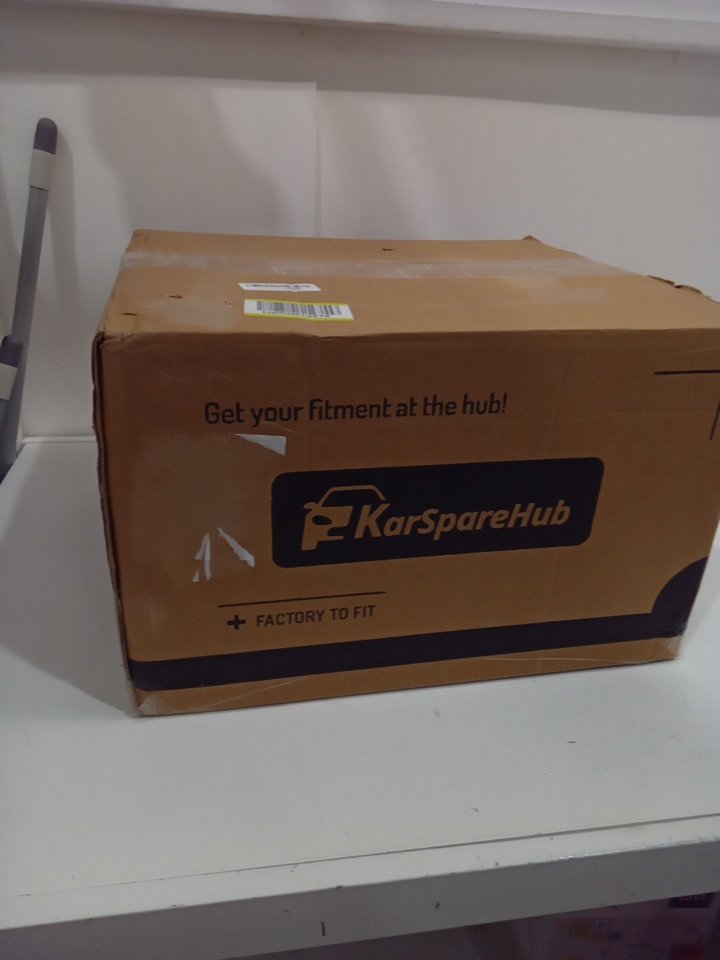 Get your fitment at the hub!
KarSpareHub
+ FACTORY TO FIT